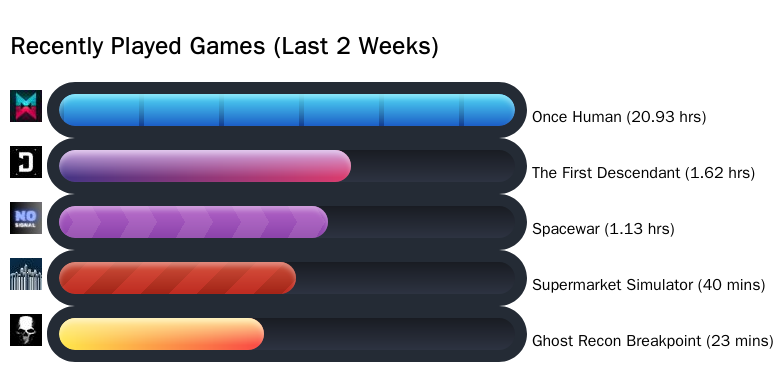 Recently Played Games (Last 2 Weeks)
Once Human (20.93 hrs)
The First Descendant (1.62 hrs)
NO
SIGNAL
Spacewar (1.13 hrs)
Supermarket Simulator (40 mins)
Ghost Recon Breakpoint (23 mins)